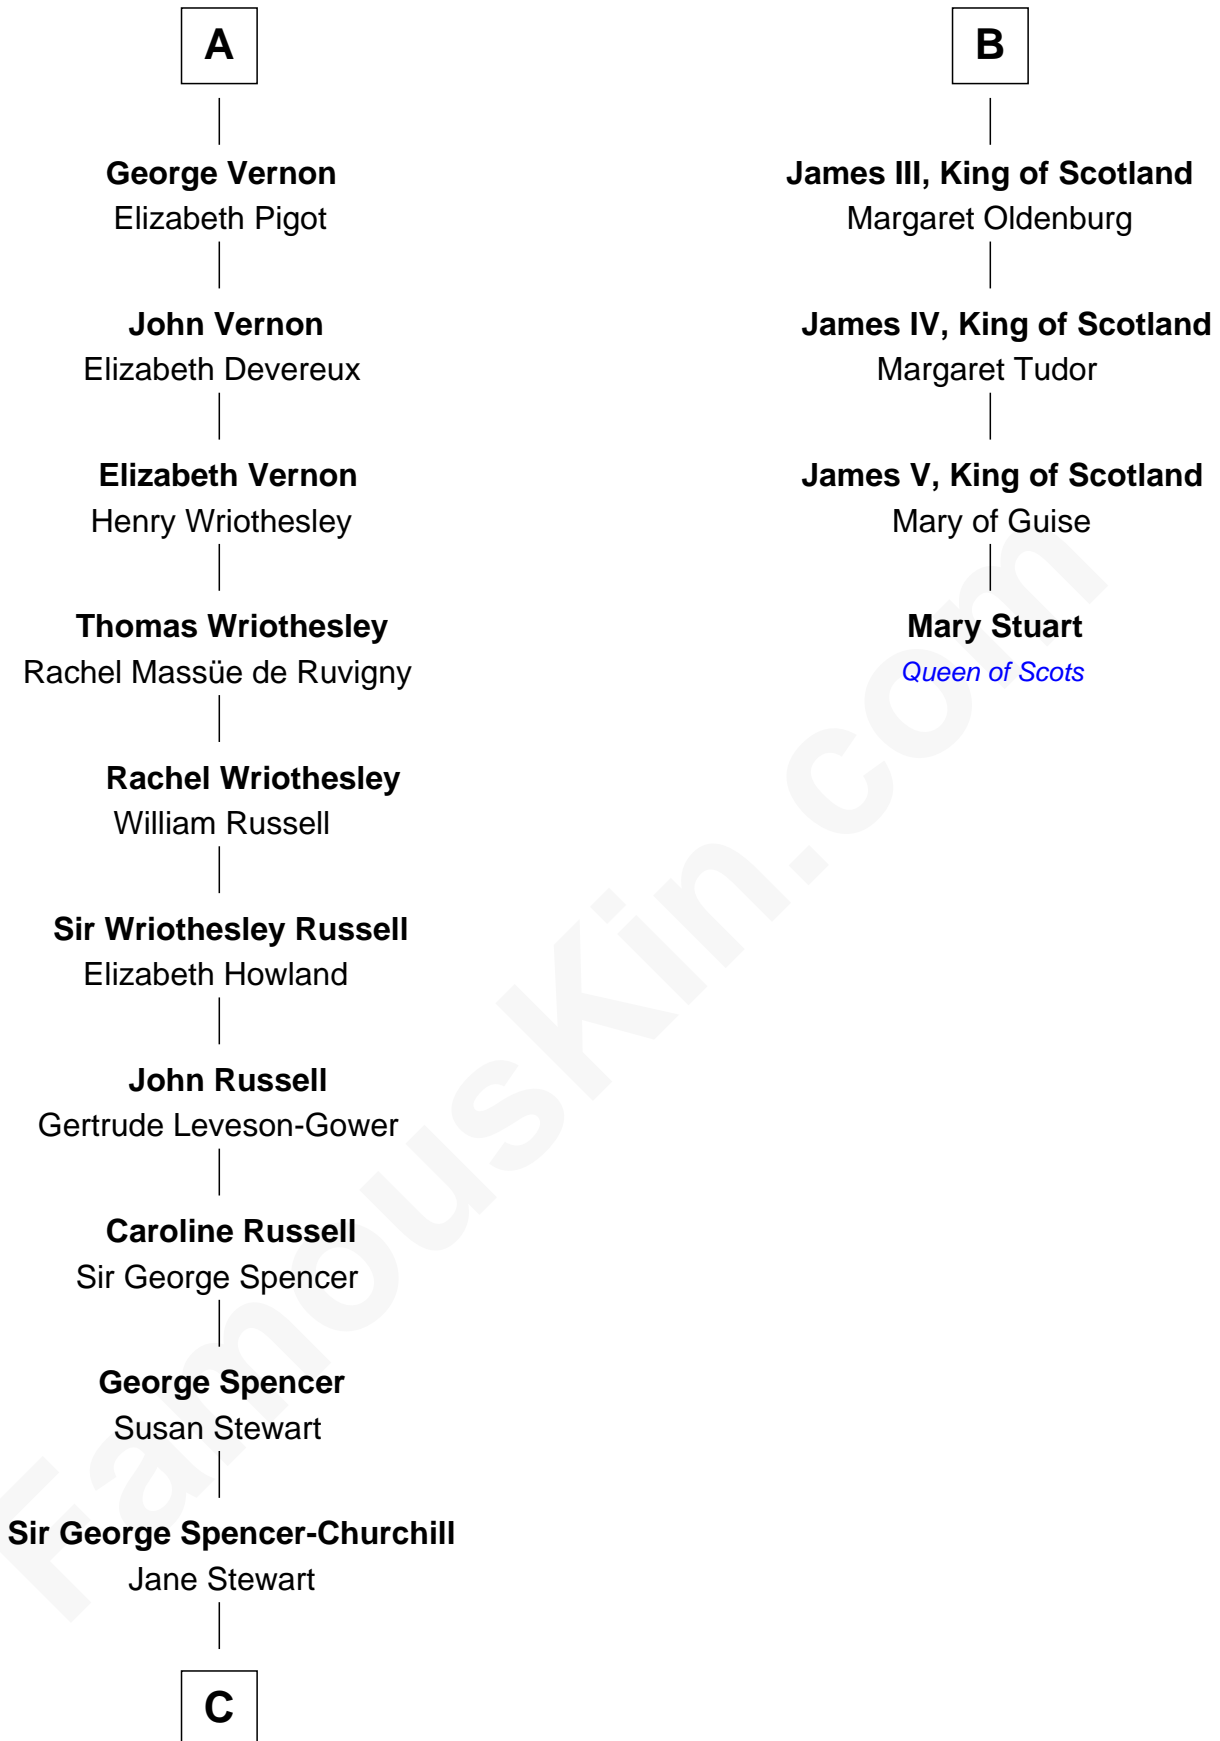 A
George Vernon
Elizabeth Pigot
John Vernon
Elizabeth Devereux
Elizabeth Vernon
Henry Wriothesley
Thomas Wriothesley
Rachel Massüe de Ruvigny
Rachel Wriothesley
William Russell
Sir Wriothesley Russell
Elizabeth Howland
John Russell
Gertrude Leveson-Gower
Caroline Russell
Sir George Spencer
George Spencer
Susan Stewart
Sir George Spencer-Churchill
Jane Stewart
C
B
James III, King of Scotland
Margaret Oldenburg
James IV, King of Scotland
Margaret Tudor
James V, King of Scotland
Mary of Guise
Mary Stuart
Queen of Scots
FamousKin.com